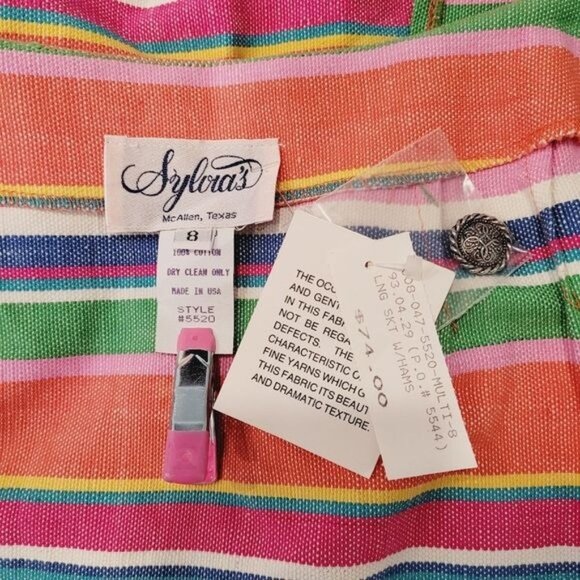 Sylvia's
McAllen, Texas
8
100% COTTON
DRY CLEAN ONLY
MADE IN USA
STYLE
#5520
THE OCC
AND GENT
IN THIS FABR
NOT BE REGA
DEFECTS. THE
CHARACTERISTIC O
FINE YARNS WHICH G
THIS FABRIC ITS BEAUT
AND DRAMATIC TEXTURE.
$74.00
008-047-5520-MULTI-8
93.04.29 (P.O.# 5544)
LNG SKT W/HAMS